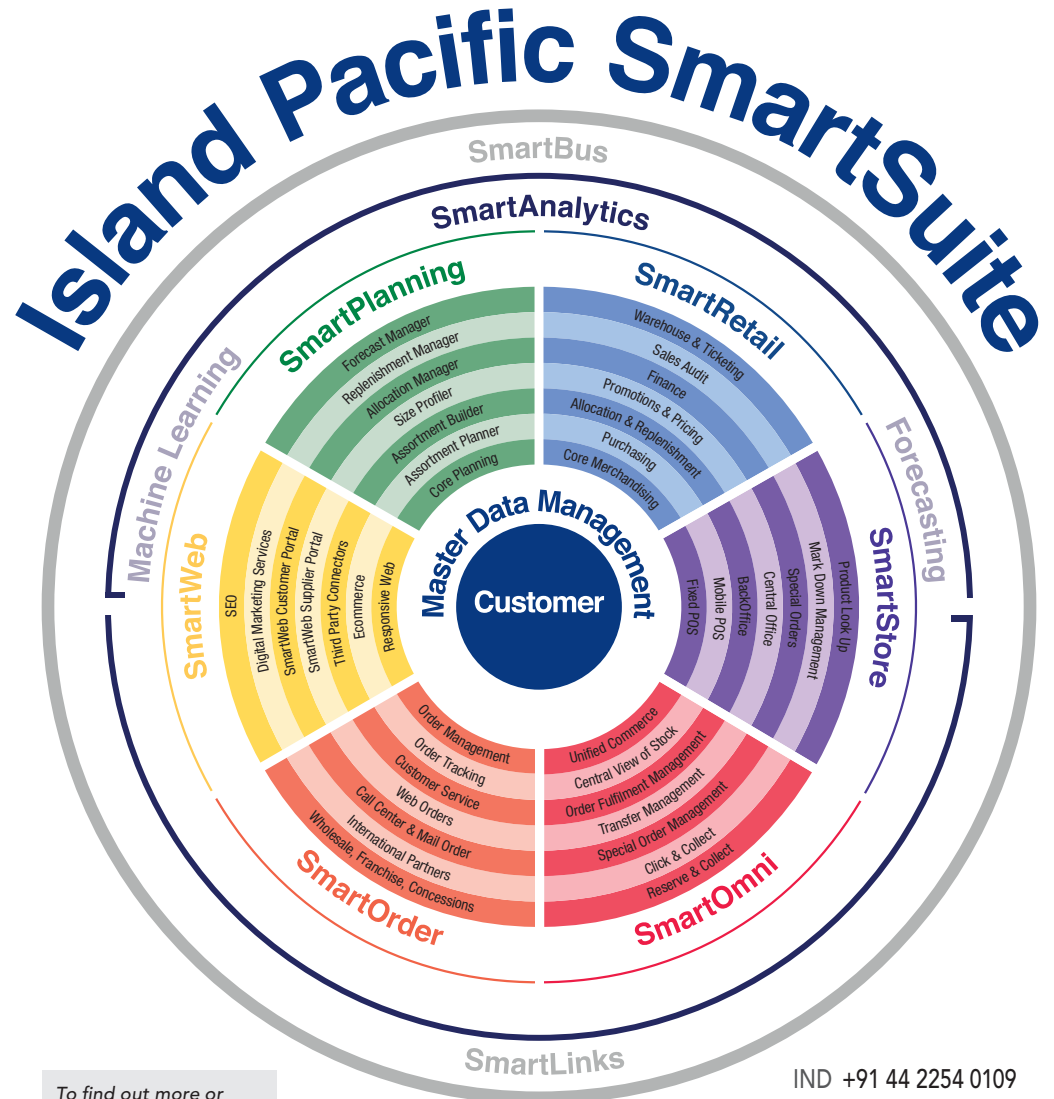 Island Pacific SmartSuite
SmartBus
SmartAnalytics
Machine Learning
Forecasting
SmartPlanning
Forecast Manager
Replenishment Manager
Allocation Manager
Size Profiler
Assortment Builder
Assortment Planner
Core Planning
SmartRetail
Warehouse & Ticketing
Sales Audit
Finance
Promotions & Pricing
Allocation & Replenishment
Purchasing
Core Merchandising
SmartWeb
SEO
Digital Marketing Services
SmartWeb Customer Portal
SmartWeb Supplier Portal
Third Party Connectors
Ecommerce
Responsive Web
Master Data Management
Customer
Fixed POS
Mobile POS
BackOffice
Central Office
Special Orders
Mark Down Management
Product Look Up
SmartStore
Order Management
Order Tracking
Customer Service
Web Orders
Call Center & Mail Order
International Partners
Wholesale, Franchise, Concessions
SmartOrder
Unified Commerce
Central View of Stock
Order Fulfilment Management
Transfer Management
Special Order Management
Click & Collect
Reserve & Collect
SmartOmni
SmartLinks
To find out more or
IND +91 44 2254 0109